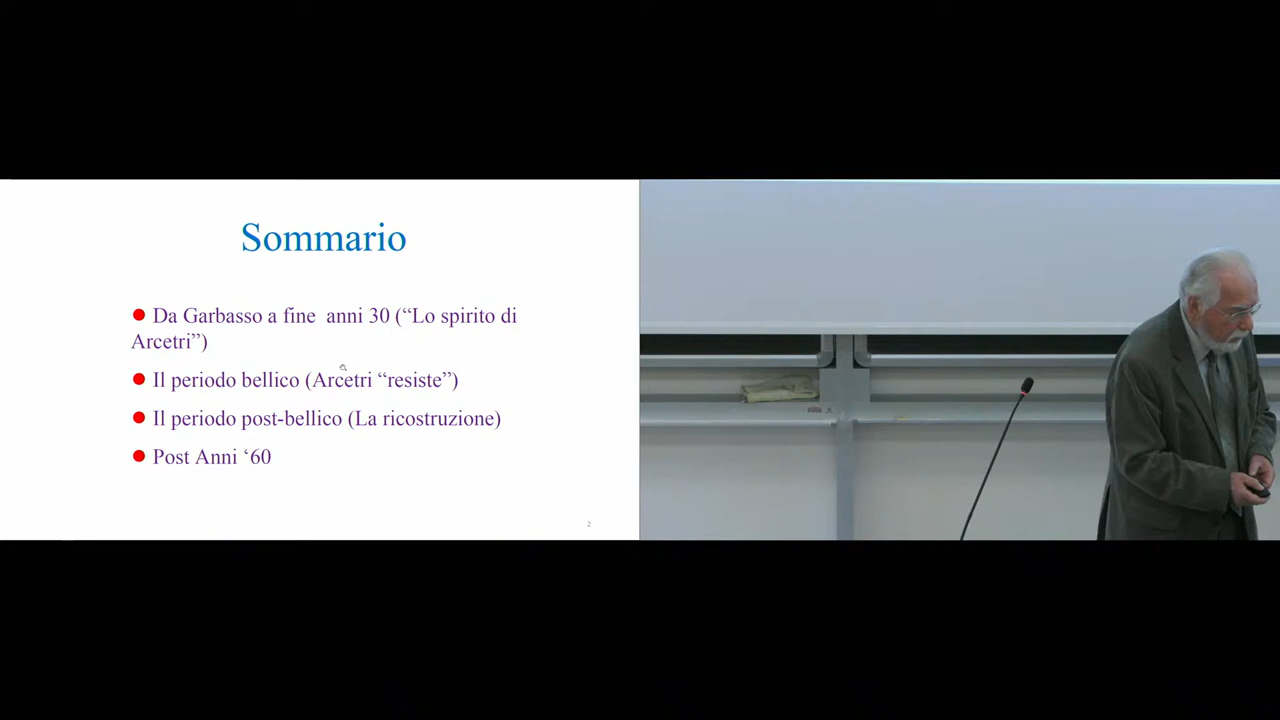 Sommario
● Da Garbasso a fine  anni 30 (“Lo spirito di
Arcetri”)
● Il periodo bellico (Arcetri “resiste”)
● Il periodo post-bellico (La ricostruzione)
● Post Anni ‘60
2